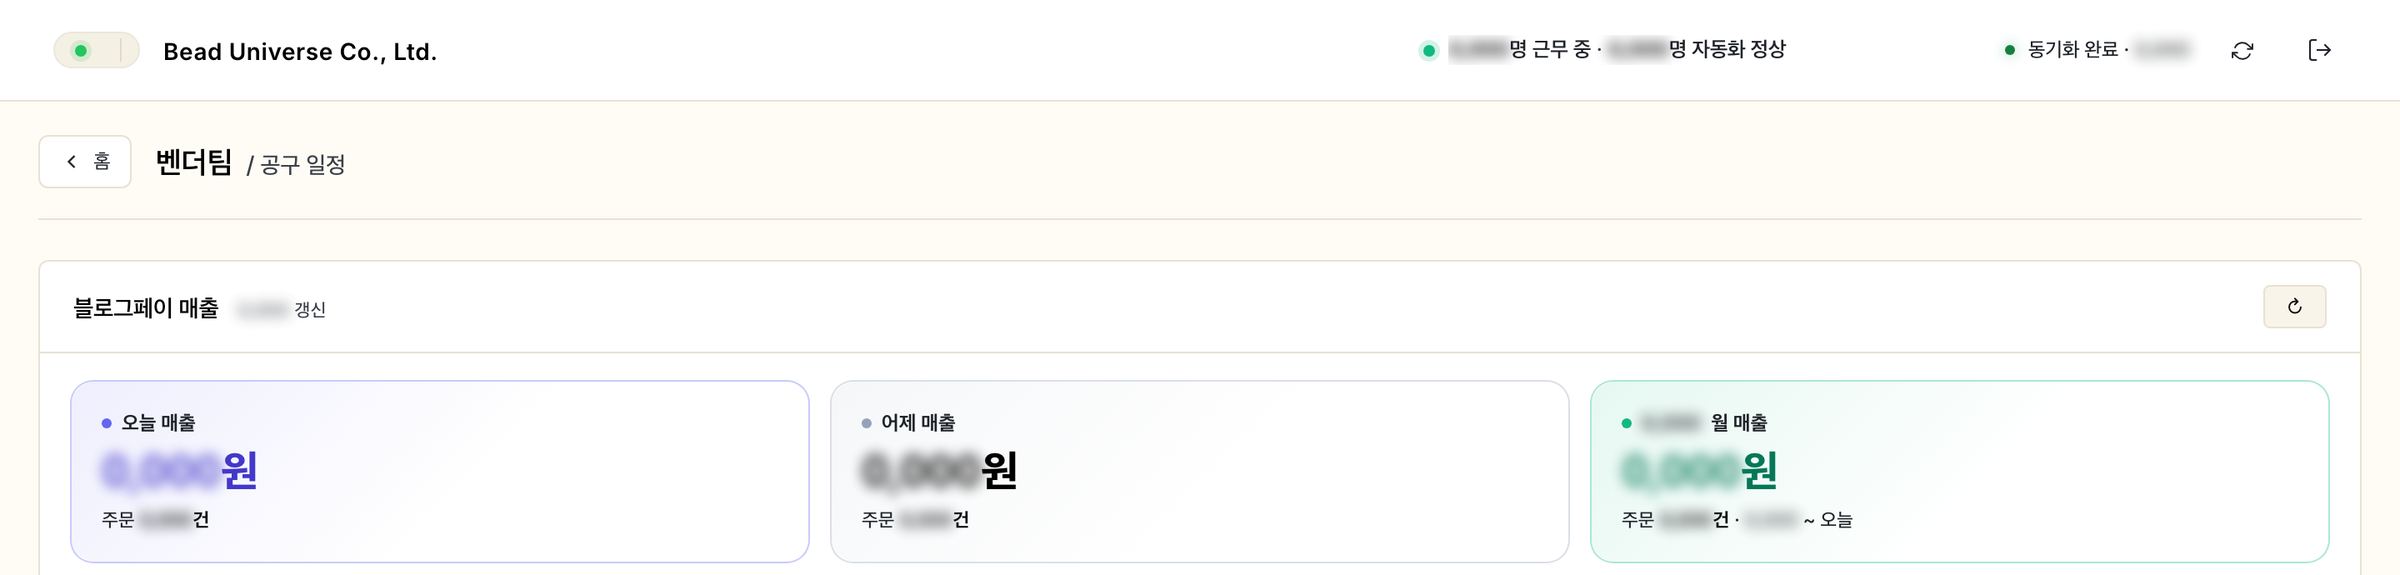 Bead Universe Co., Ltd.
명 근무 중 · 명 자동화 정상
동기화 완료 ·
홈
벤더팀 / 공구 일정
블로그페이 매출 갱신
오늘 매출
원
주문 건
어제 매출
원
주문 건
월 매출
원
주문 건 · ~ 오늘